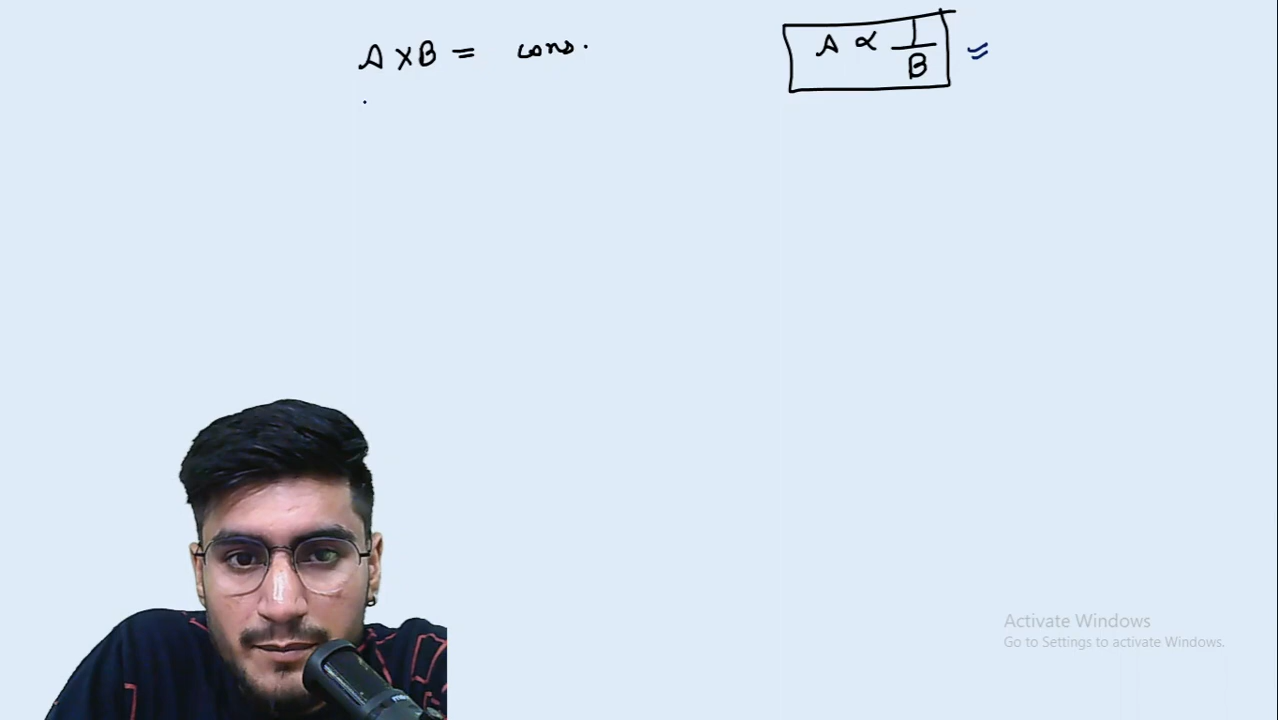 A × B = cons.
A ∝ 1/B =
Activate Windows
Go to Settings to activate Windows.